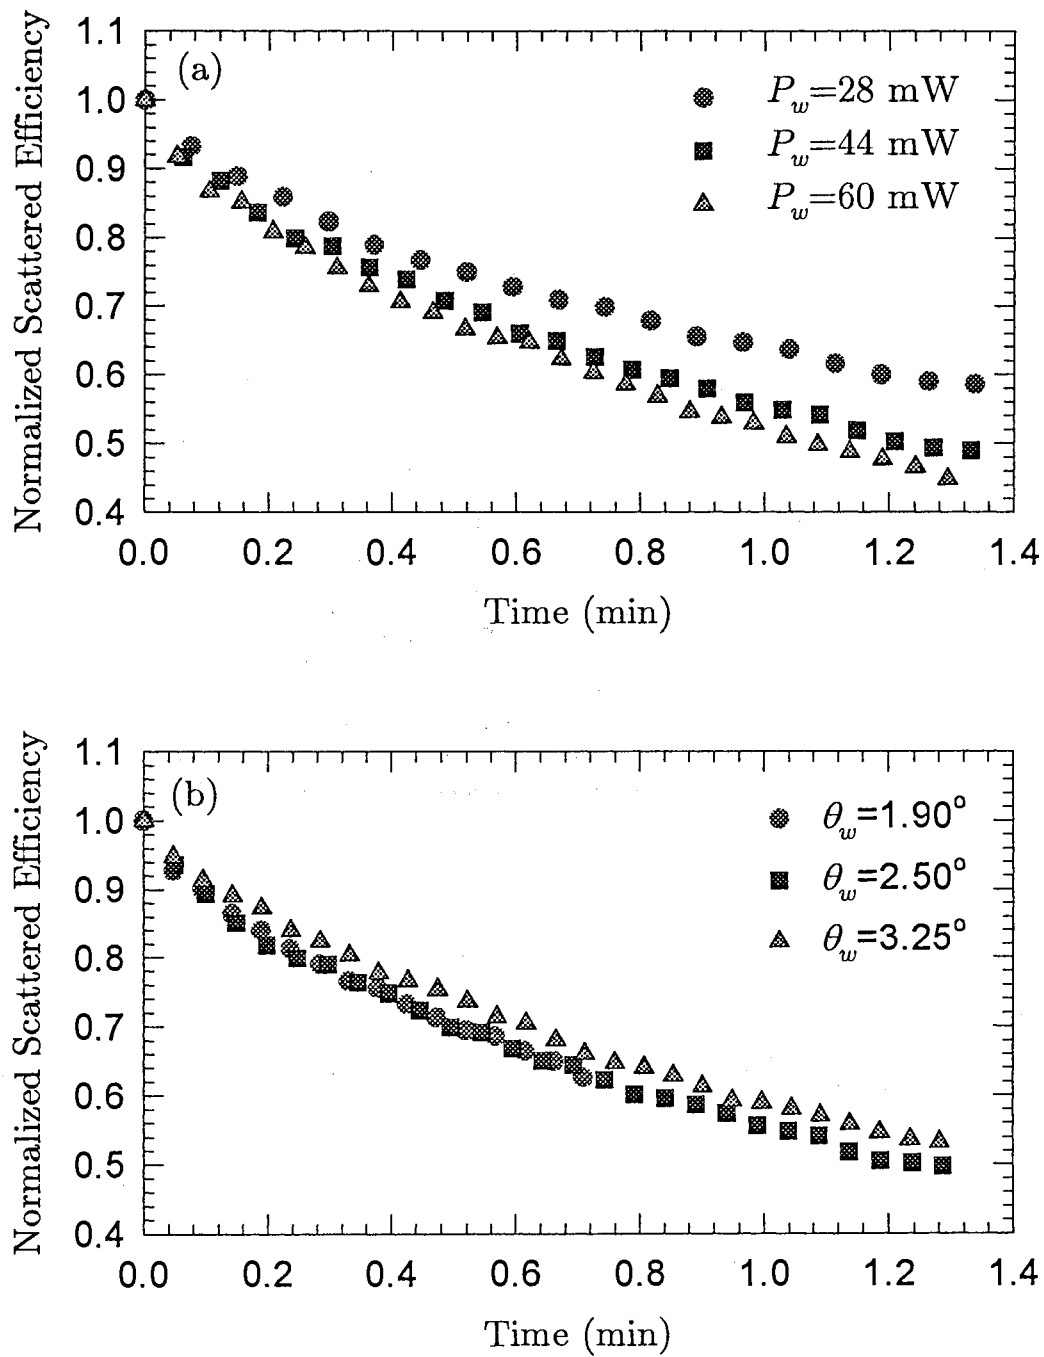 Normalized Scattered Efficiency
1.1
1.0
0.9
0.8
0.7
0.6
0.5
0.4
(a)
P_w=28 mW
P_w=44 mW
P_w=60 mW
0.0 0.2 0.4 0.6 0.8 1.0 1.2 1.4
Time (min)
Normalized Scattered Efficiency
1.1
1.0
0.9
0.8
0.7
0.6
0.5
0.4
(b)
θ_w=1.90°
θ_w=2.50°
θ_w=3.25°
0.0 0.2 0.4 0.6 0.8 1.0 1.2 1.4
Time (min)